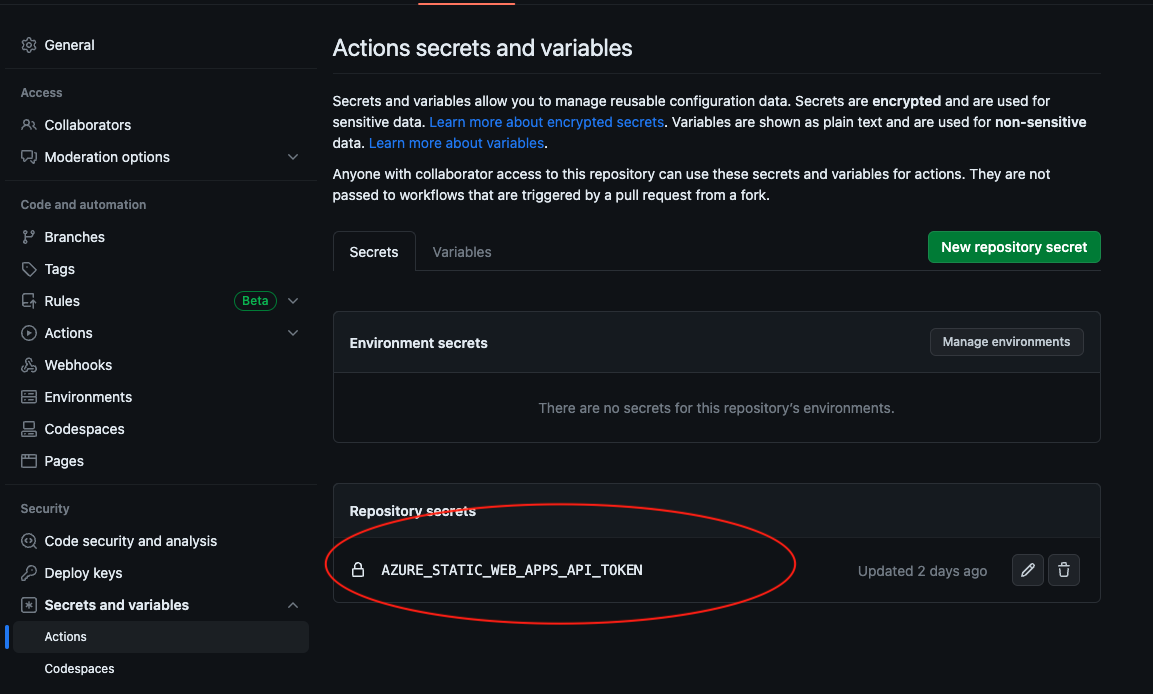 General
Access
Collaborators
Moderation options
Code and automation
Branches
Tags
Rules Beta
Actions
Webhooks
Environments
Codespaces
Pages
Security
Code security and analysis
Deploy keys
Secrets and variables
Actions
Codespaces
Actions secrets and variables
Secrets and variables allow you to manage reusable configuration data. Secrets are encrypted and are used for
sensitive data. Learn more about encrypted secrets. Variables are shown as plain text and are used for non-sensitive
data. Learn more about variables.
Anyone with collaborator access to this repository can use these secrets and variables for actions. They are not
passed to workflows that are triggered by a pull request from a fork.
Secrets Variables New repository secret
Environment secrets Manage environments
There are no secrets for this repository's environments.
Repository secrets
AZURE_STATIC_WEB_APPS_API_TOKEN Updated 2 days ago